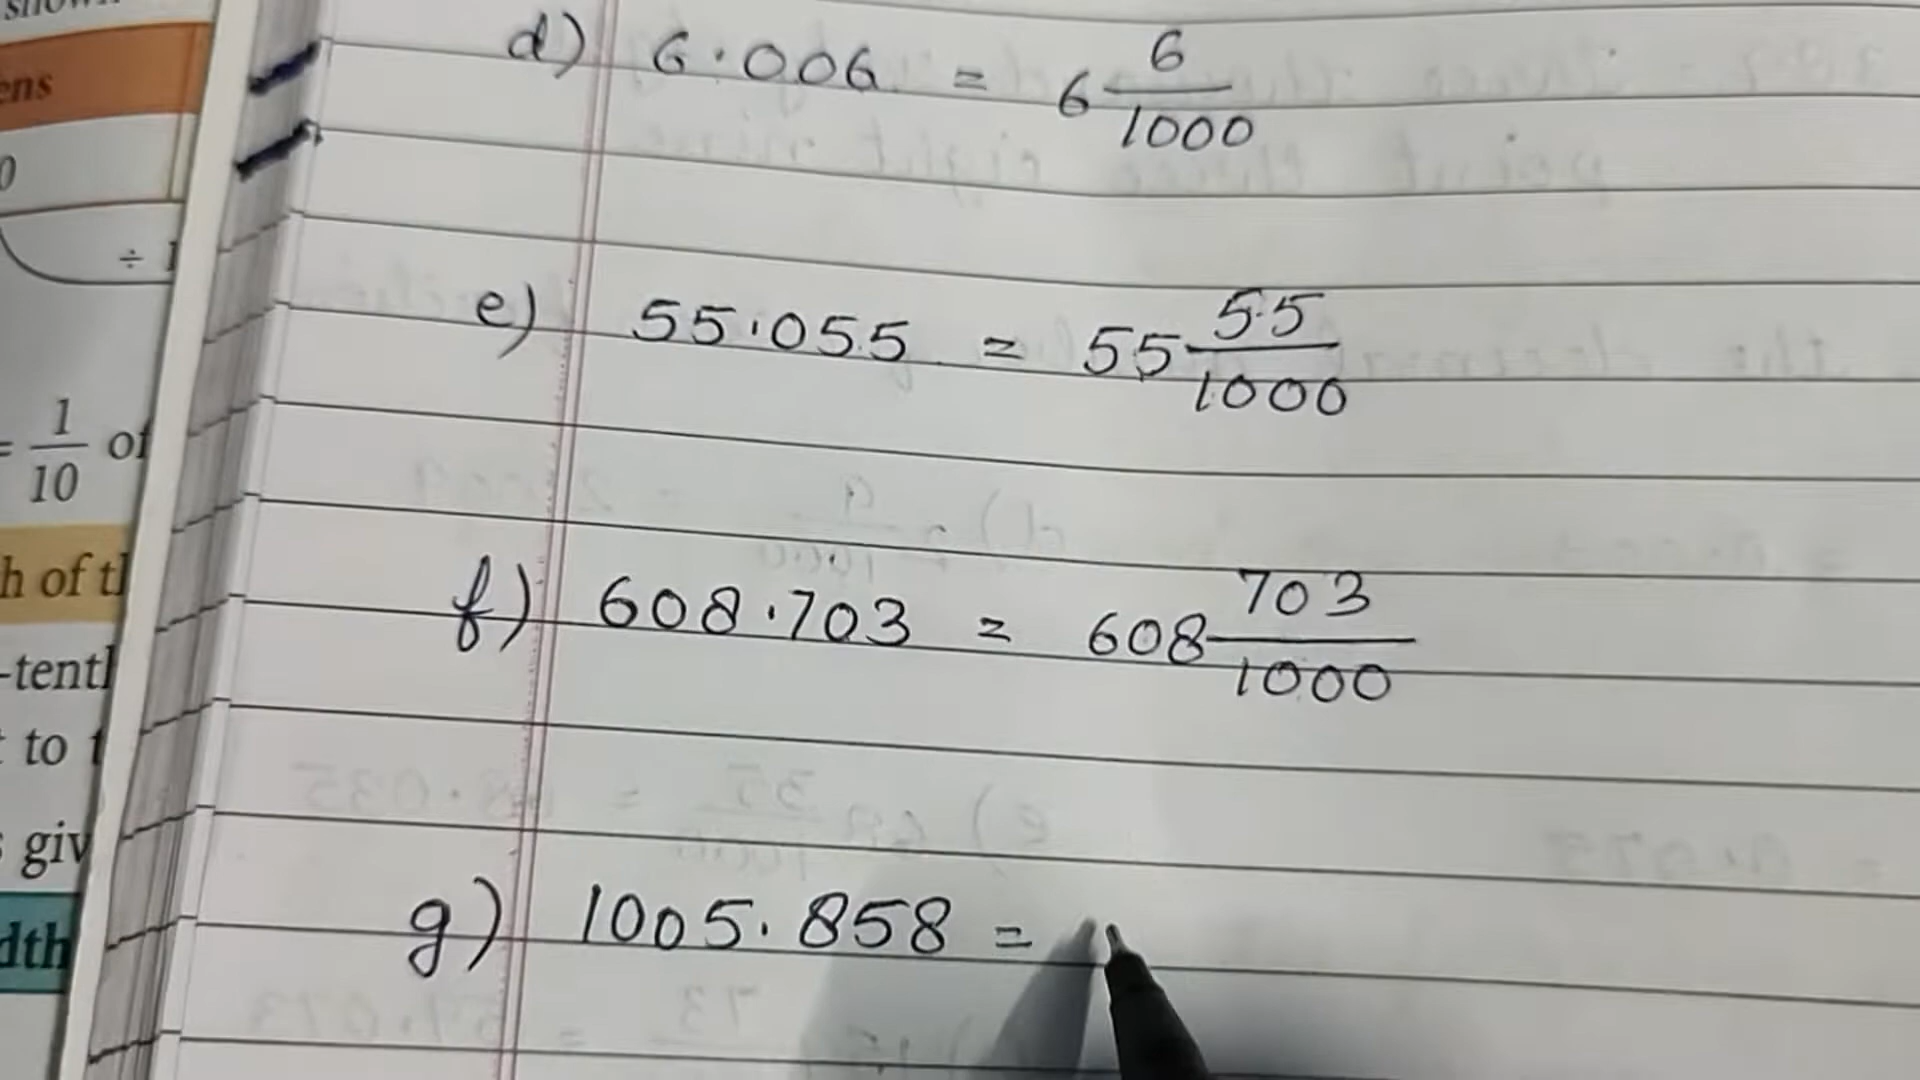 ens
0
÷
= 1/10 of
h of t
-tent
to t
giv
dth
d) 6.006 = 6 6/1000
e) 55.055 = 55 55/1000
f) 608.703 = 608 703/1000
g) 1005.858 =